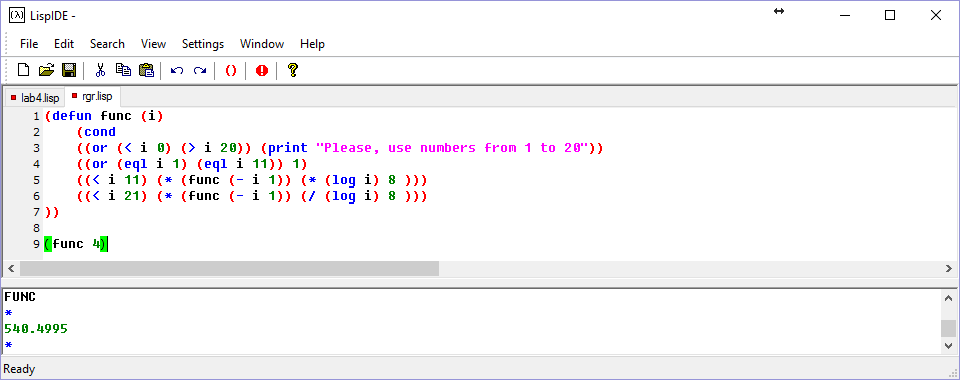 (λ) LispIDE -
File Edit Search View Settings Window Help
lab4.lisp rgr.lisp
1 (defun func (i)
2     (cond
3     ((or (< i 0) (> i 20)) (print "Please, use numbers from 1 to 20"))
4     ((or (eql i 1) (eql i 11)) 1)
5     ((< i 11) (* (func (- i 1)) (* (log i) 8 )))
6     ((< i 21) (* (func (- i 1)) (/ (log i) 8 )))
7 ))
8
9 (func 4)
FUNC
*
540.4995
*
Ready